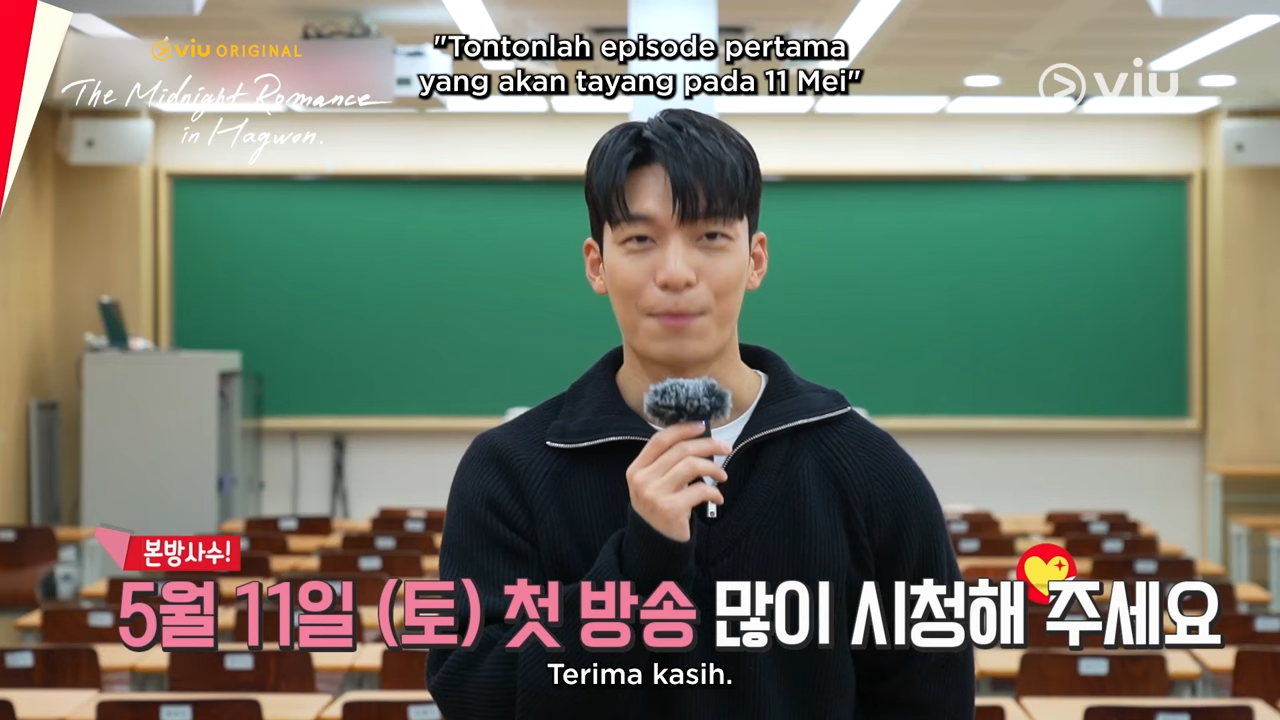 viu ORIGINAL
The Midnight Romance
in Hagwon.
"Tontonlah episode pertama
yang akan tayang pada 11 Mei"
viu
본방사수!
5월 11일 (토) 첫 방송 많이 시청해 주세요
Terima kasih.